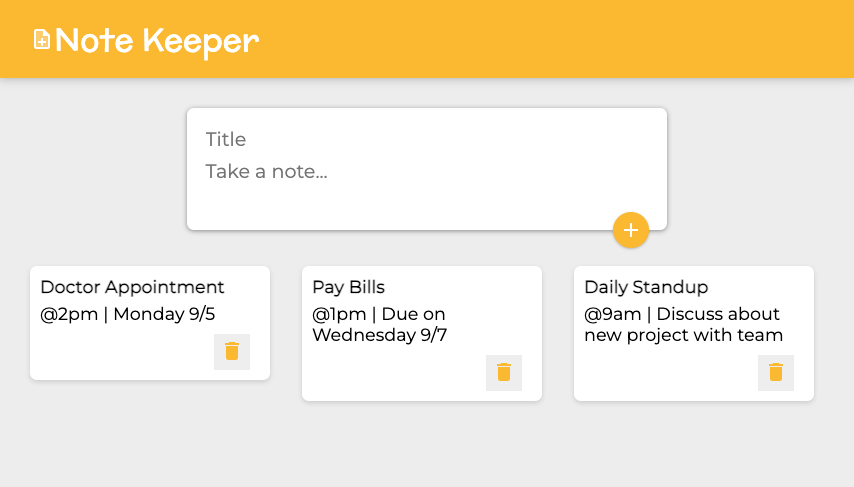 Note Keeper
Title
Take a note...
Doctor Appointment
@2pm | Monday 9/5
Pay Bills
@1pm | Due on
Wednesday 9/7
Daily Standup
@9am | Discuss about
new project with team